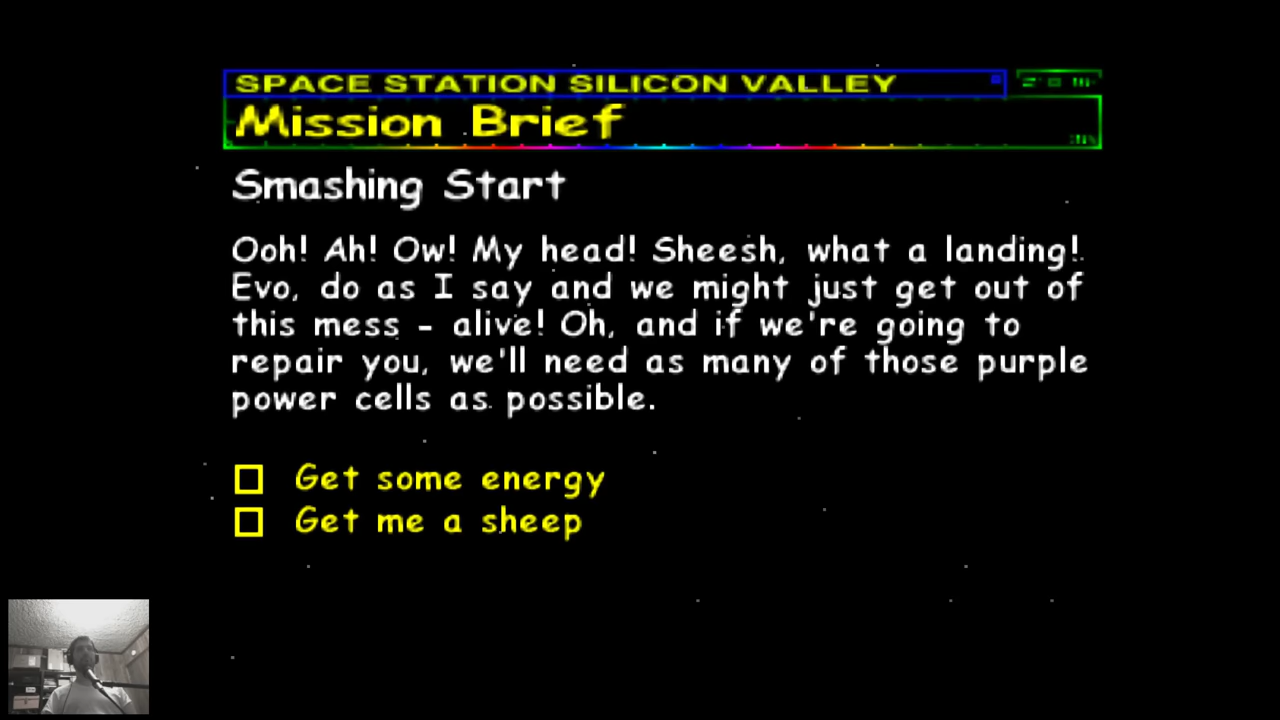 SPACE STATION SILICON VALLEY
Mission Brief
Smashing Start
Ooh! Ah! Ow! My head! Sheesh, what a landing!
Evo, do as I say and we might just get out of
this mess - alive! Oh, and if we're going to
repair you, we'll need as many of those purple
power cells as possible.
Get some energy
Get me a sheep